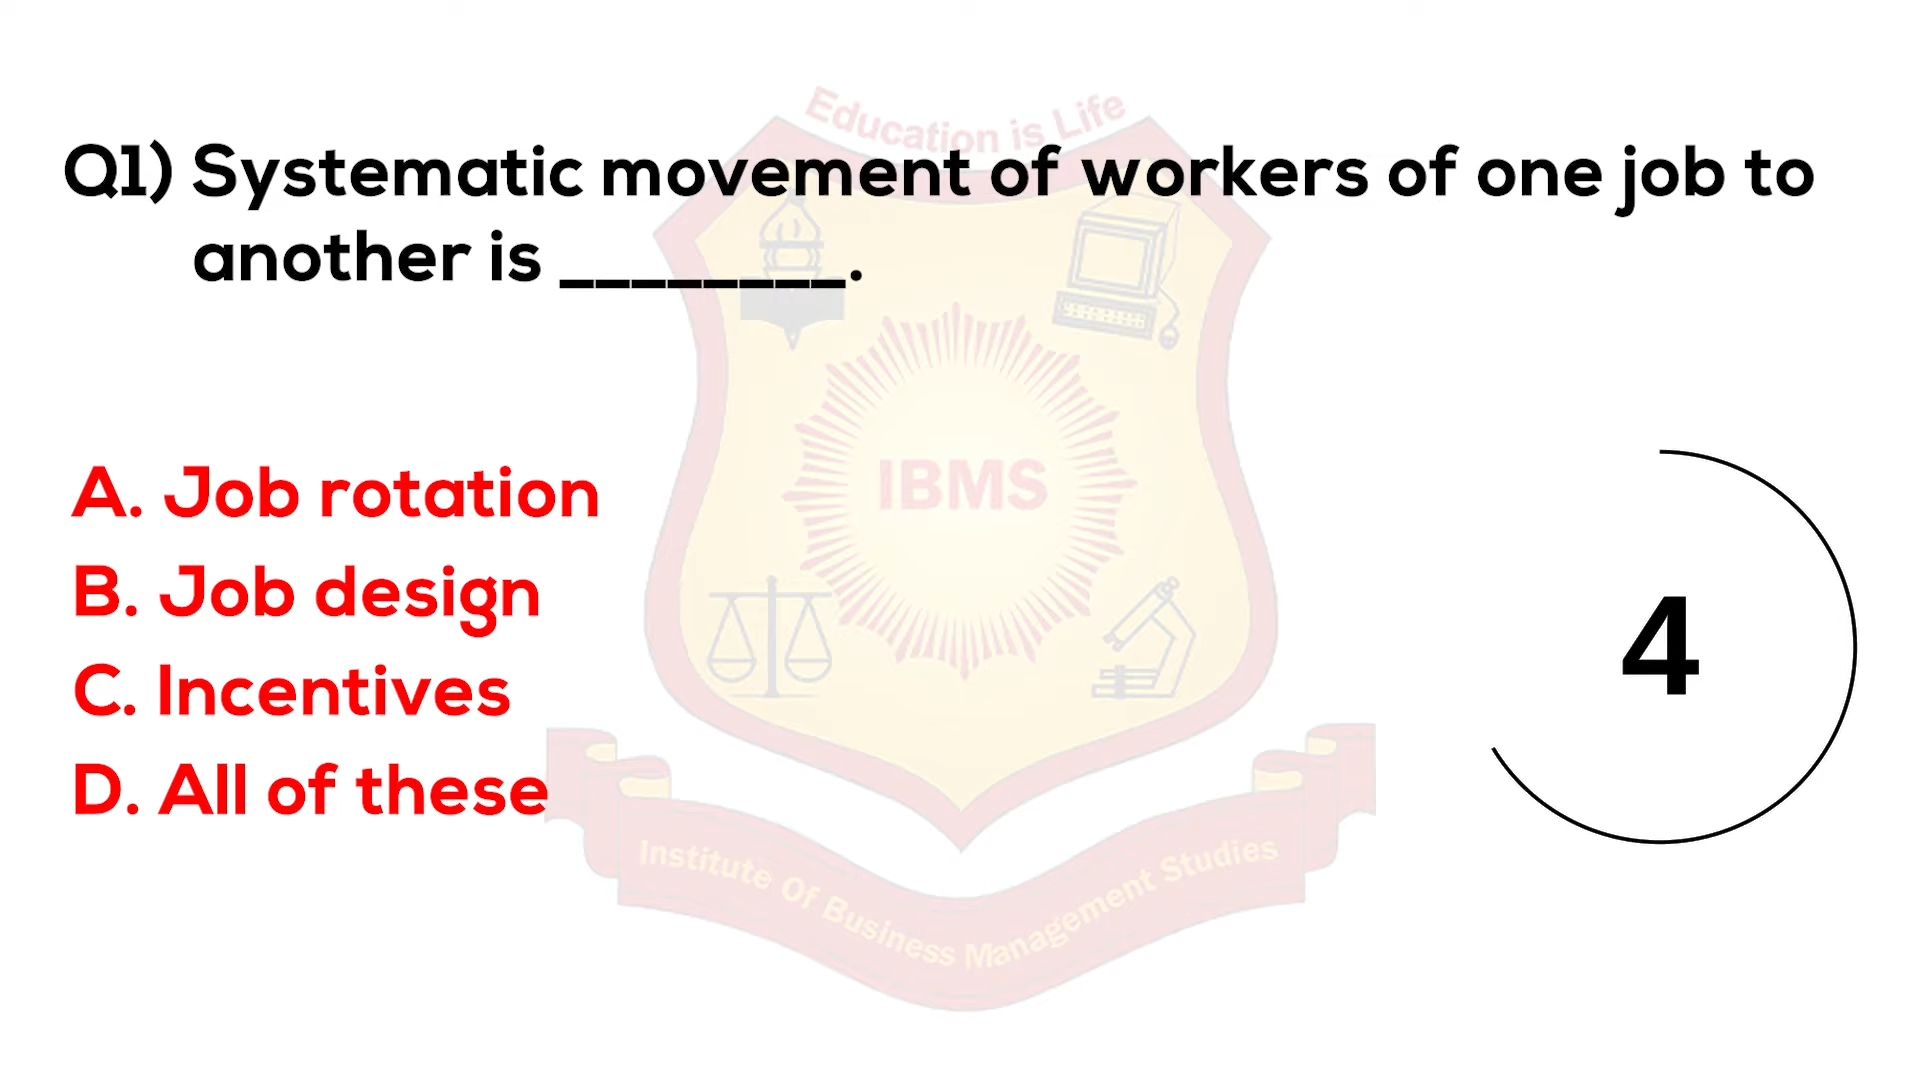 Education is Life
Q1) Systematic movement of workers of one job to
another is ________.
IBMS
A. Job rotation
B. Job design
C. Incentives
D. All of these
4
Institute Of Business Management Studies